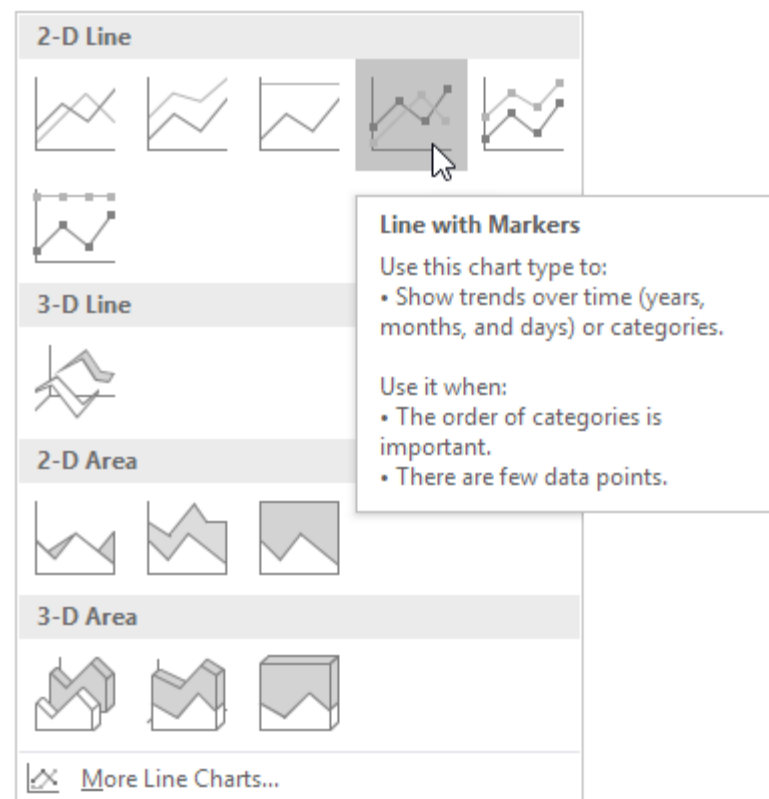 2-D Line
Line with Markers
Use this chart type to:
• Show trends over time (years,
months, and days) or categories.
Use it when:
• The order of categories is
important.
• There are few data points.
3-D Line
2-D Area
3-D Area
More Line Charts...